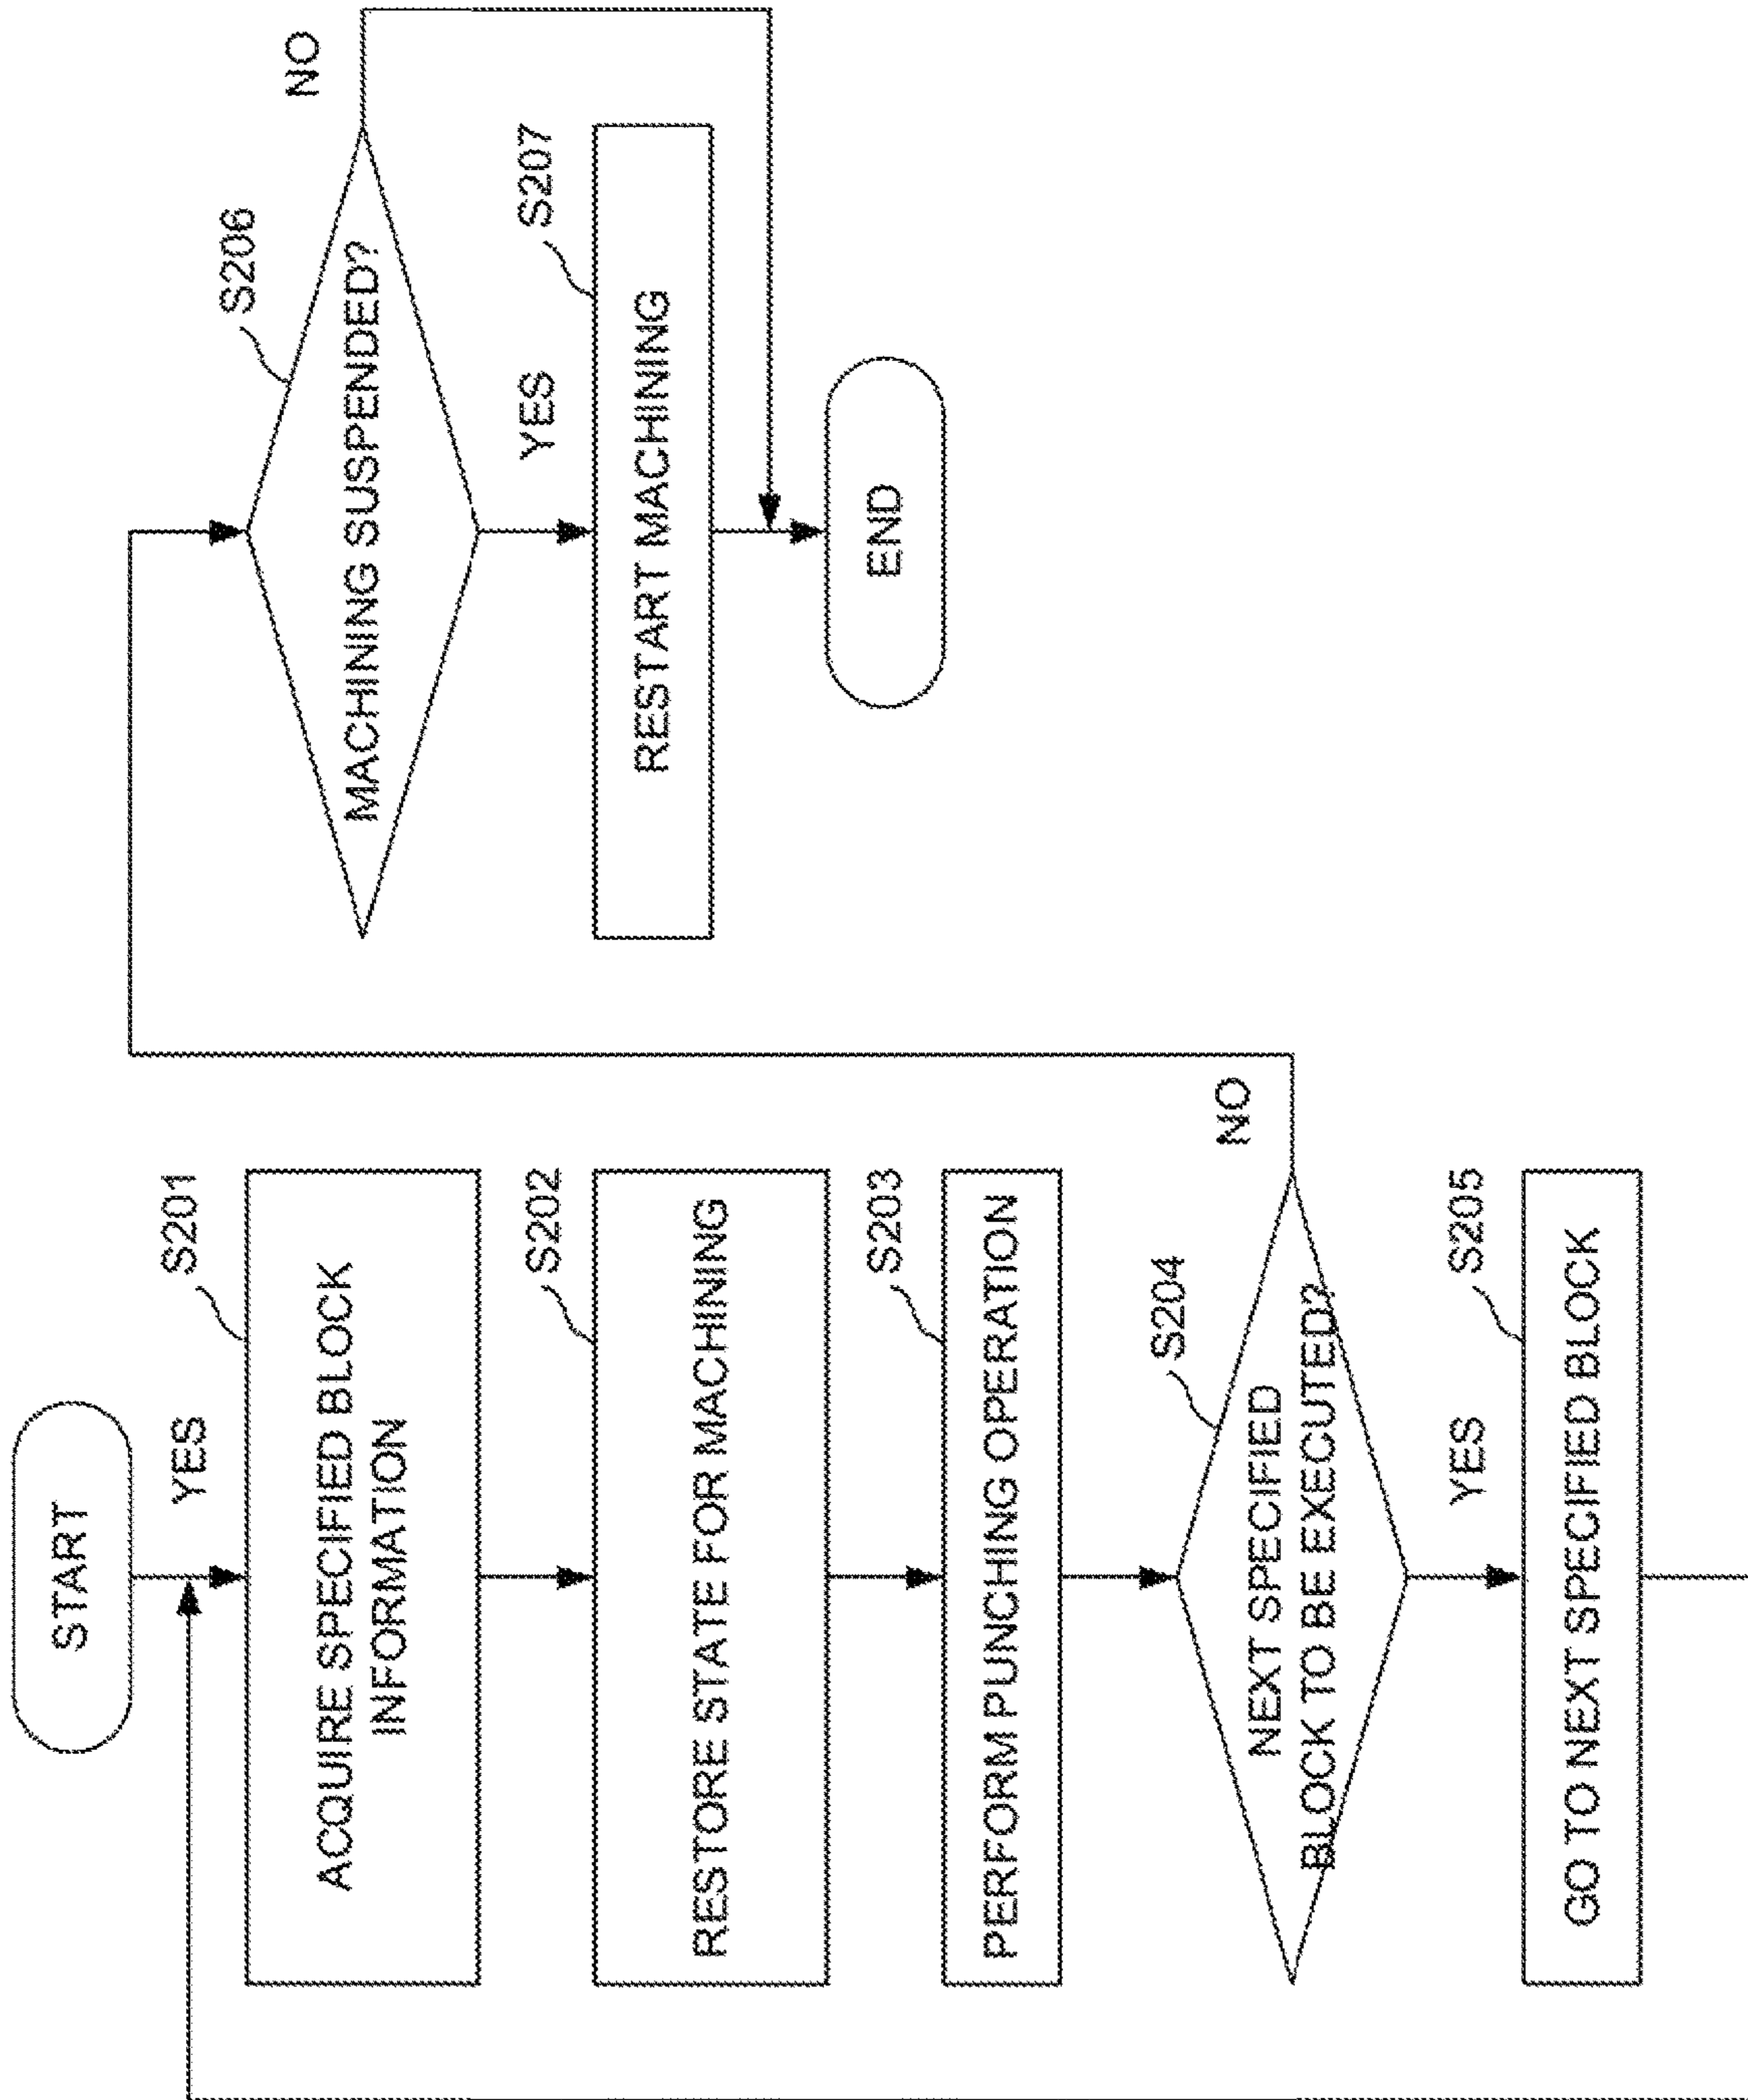 START
YES
S201
ACQUIRE SPECIFIED BLOCK
INFORMATION
S202
RESTORE STATE FOR MACHINING
S203
PERFORM PUNCHING OPERATION
S204
NEXT SPECIFIED
BLOCK TO BE EXECUTED?
NO
YES
S205
GO TO NEXT SPECIFIED BLOCK
S206
MACHINING SUSPENDED?
NO
YES
S207
RESTART MACHINING
END